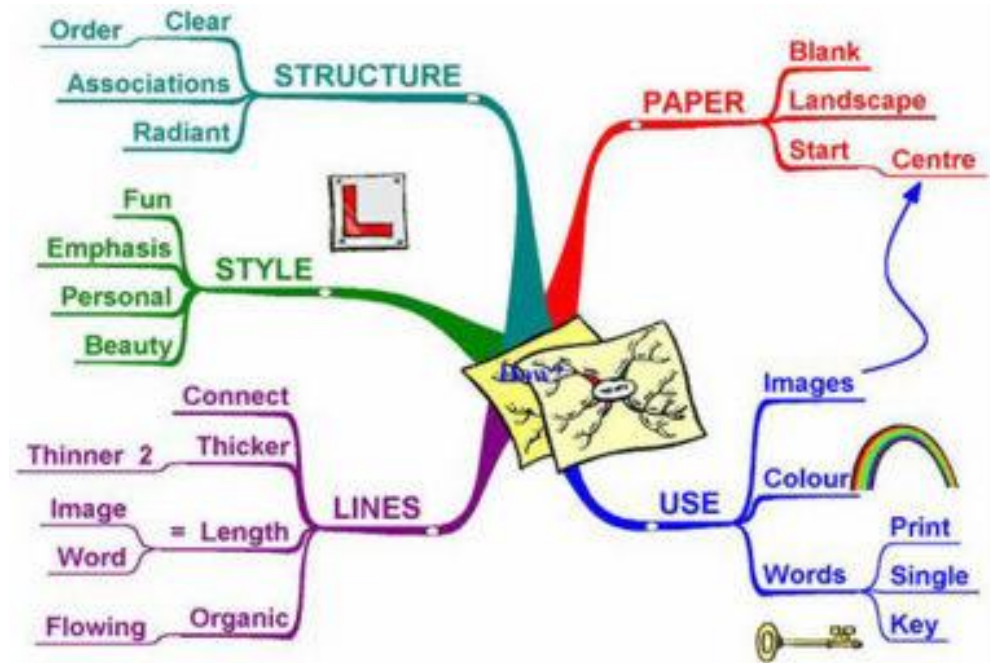 PAPER
Blank
Landscape
Start
Centre
USE
Images
Colour
Words
Print
Single
Key
LINES
Connect
Thicker
Thinner 2
= Length
Image
Word
Organic
Flowing
STYLE
Fun
Emphasis
Personal
Beauty
STRUCTURE
Clear
Order
Associations
Radiant
L